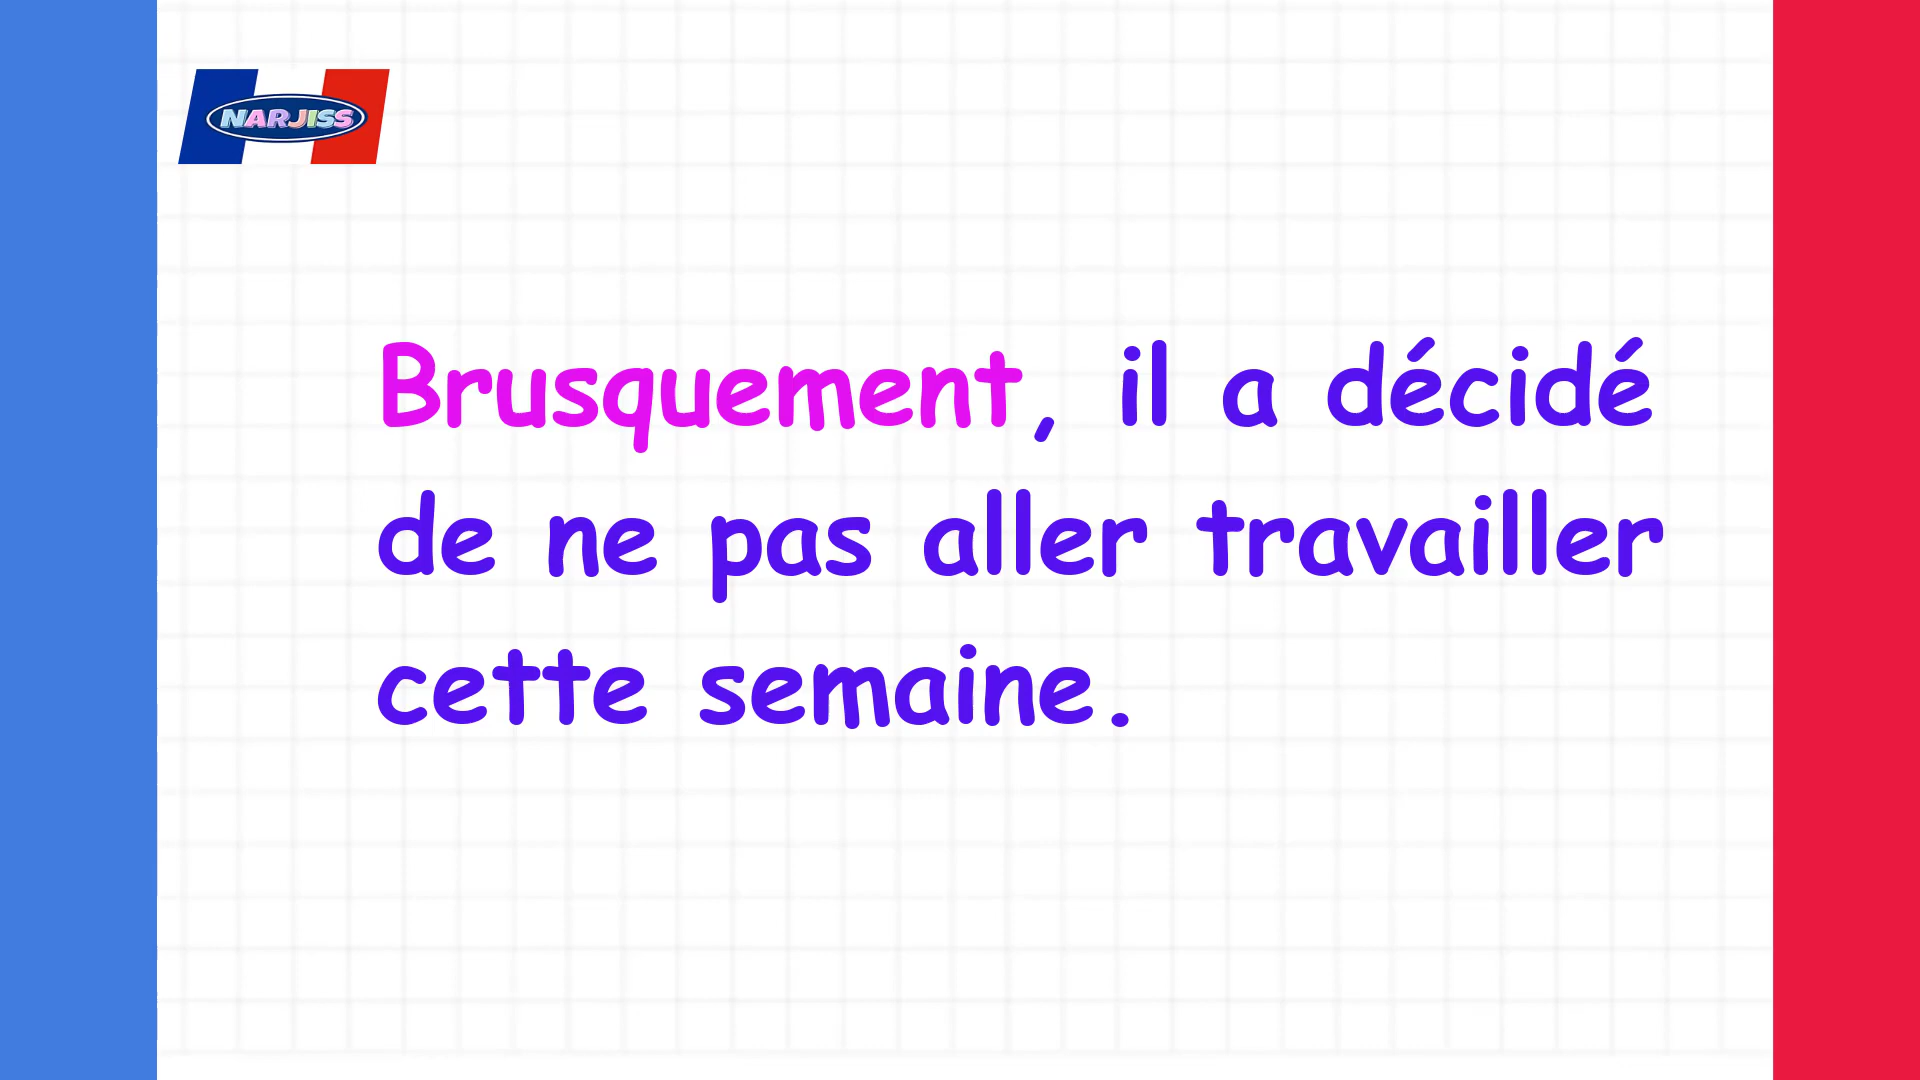 NARJISS
Brusquement, il a décidé
de ne pas aller travailler
cette semaine.